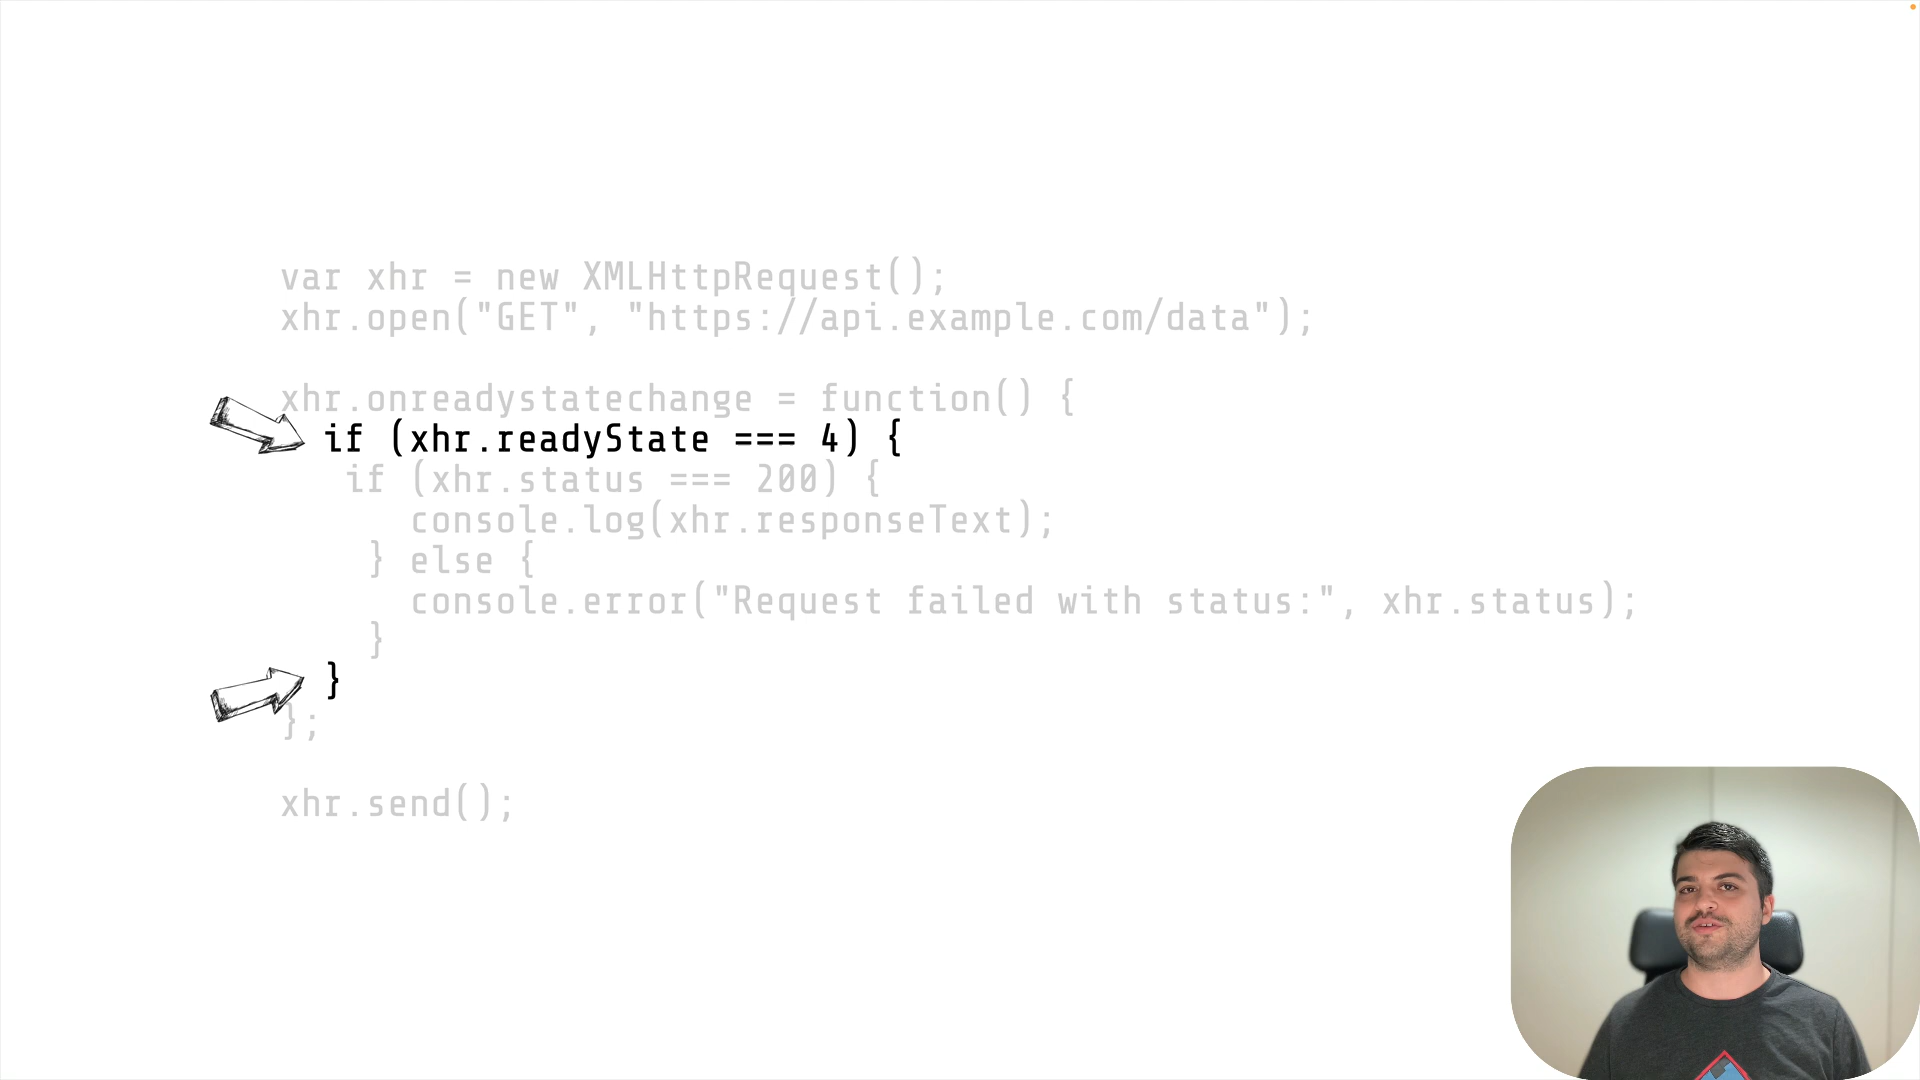 var xhr = new XMLHttpRequest();
xhr.open("GET", "https://api.example.com/data");
xhr.onreadystatechange = function() {
if (xhr.readyState === 4) {
if (xhr.status === 200) {
console.log(xhr.responseText);
} else {
console.error("Request failed with status:", xhr.status);
}
}
};
xhr.send();